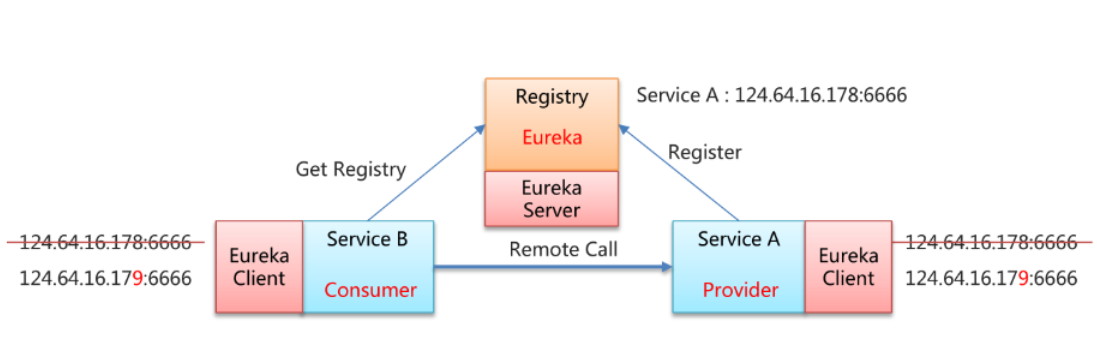 Registry
Eureka
Service A : 124.64.16.178:6666
Get Registry
Register
Eureka
Server
124.64.16.178:6666
124.64.16.179:6666
Eureka
Client
Service B
Consumer
Remote Call
Service A
Provider
Eureka
Client
124.64.16.178:6666
124.64.16.179:6666